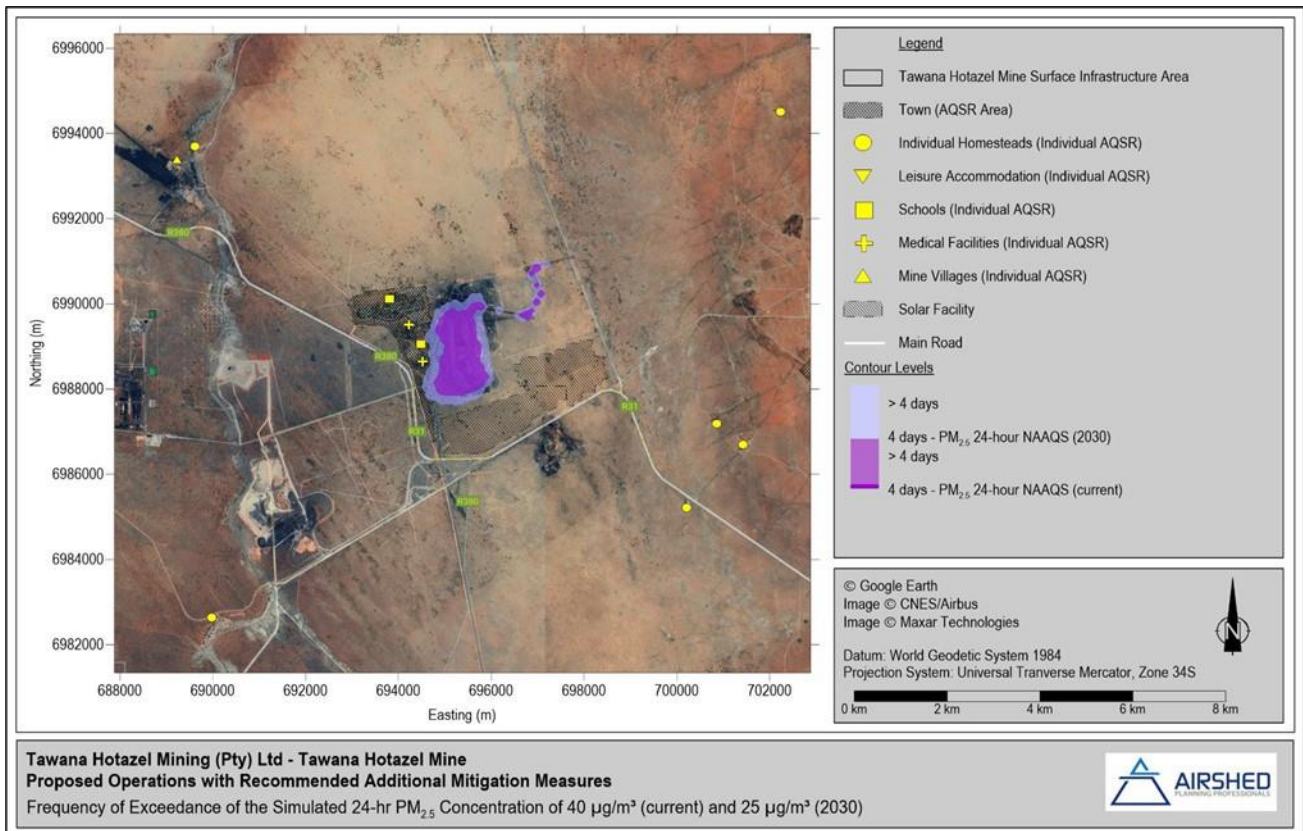 6996000
6994000
6992000
6990000
6988000
6986000
6984000
6982000
Northing (m)
688000
690000
692000
694000
696000
698000
700000
702000
Easting (m)
R380
R380
R31
R31
R380
Legend
Tawana Hotazel Mine Surface Infrastructure Area
Town (AQSR Area)
Individual Homesteads (Individual AQSR)
Leisure Accommodation (Individual AQSR)
Schools (Individual AQSR)
Medical Facilities (Individual AQSR)
Mine Villages (Individual AQSR)
Solar Facility
Main Road
Contour Levels
> 4 days
4 days - PM2.5 24-hour NAAQS (2030)
> 4 days
4 days - PM2.5 24-hour NAAQS (current)
© Google Earth
Image © CNES/Airbus
Image © Maxar Technologies
N
Datum: World Geodetic System 1984
Projection System: Universal Tranverse Mercator, Zone 34S
0 km 2 km 4 km 6 km 8 km
Tawana Hotazel Mining (Pty) Ltd - Tawana Hotazel Mine
Proposed Operations with Recommended Additional Mitigation Measures
Frequency of Exceedance of the Simulated 24-hr PM2.5 Concentration of 40 µg/m³ (current) and 25 µg/m³ (2030)
AIRSHED
PLANNING PROFESSIONALS